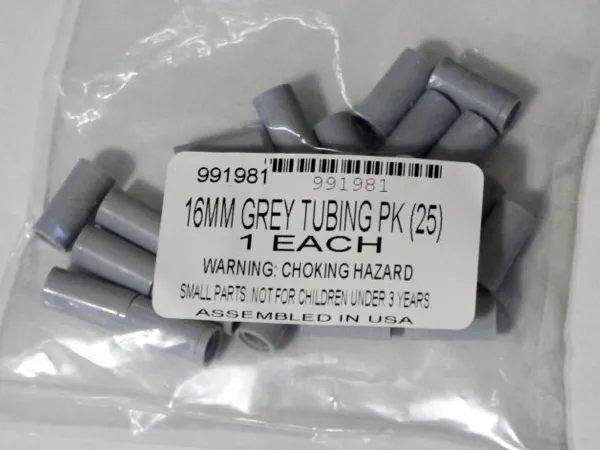 991981
991981
16MM GREY TUBING PK (25)
1 EACH
WARNING: CHOKING HAZARD
SMALL PARTS. NOT FOR CHILDREN UNDER 3 YEARS.
ASSEMBLED IN USA